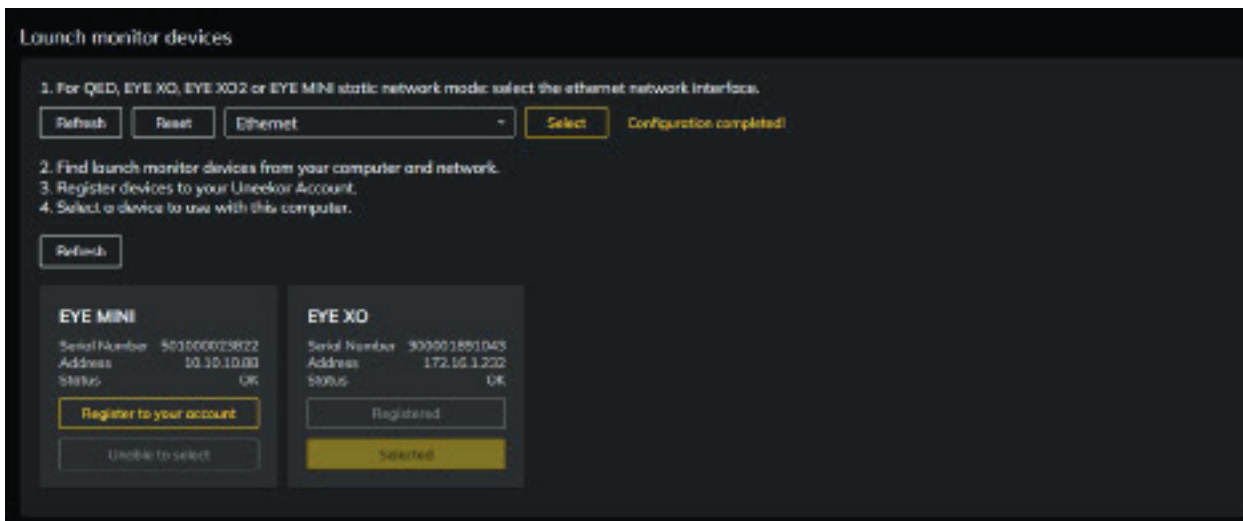 Launch monitor devices
1. For QED, EYE XO, EYE XO2 or EYE MINI static network mode: select the ethernet network interface.
Refresh Reset Ethernet Select Configuration completed!
2. Find launch monitor devices from your computer and network.
3. Register devices to your Uneekor Account.
4. Select a device to use with this computer.
Refresh
EYE MINI
Serial Number 501000023822
Address 10.10.10.88
Status OK
Register to your account
Unable to select
EYE XO
Serial Number 300001891043
Address 172.16.1.232
Status OK
Registered
Selected